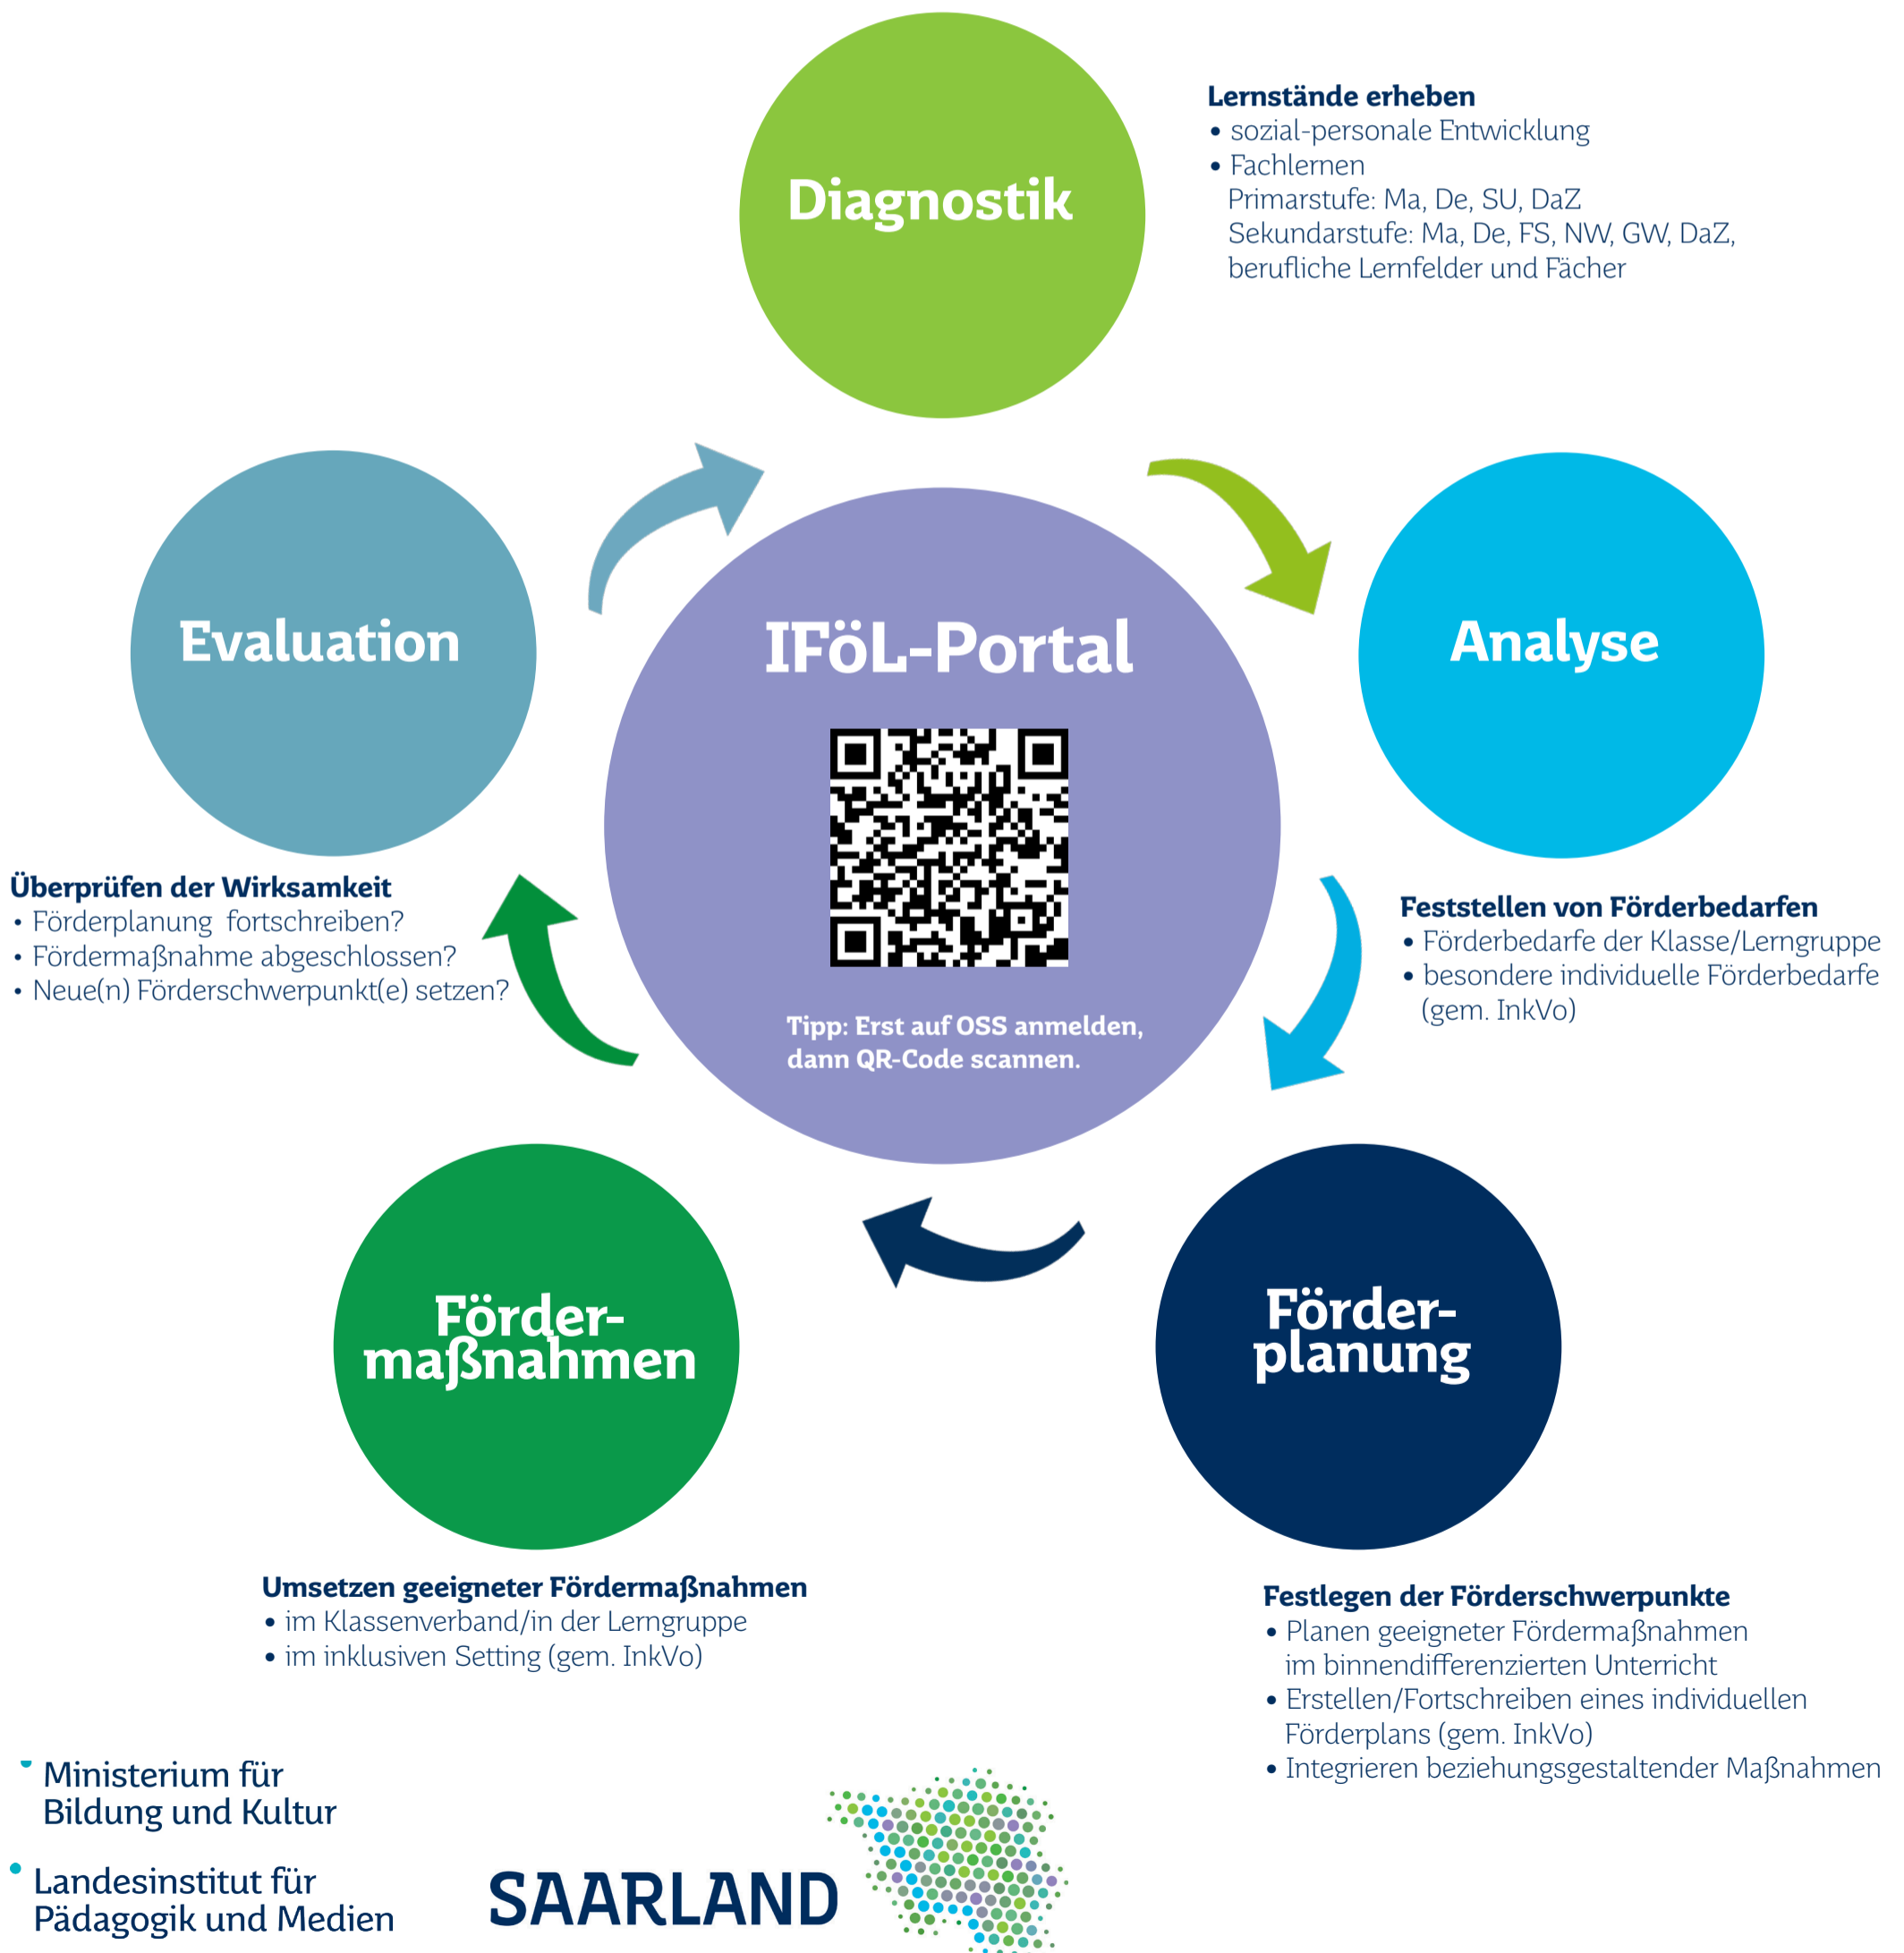 Diagnostik
Lernstände erheben
• sozial-personale Entwicklung
• Fachlernen
Primarstufe: Ma, De, SU, DaZ
Sekundarstufe: Ma, De, FS, NW, GW, DaZ,
berufliche Lernfelder und Fächer
Analyse
Feststellen von Förderbedarfen
• Förderbedarfe der Klasse/Lerngruppe
• besondere individuelle Förderbedarfe
(gem. InkVo)
Förder-
planung
Festlegen der Förderschwerpunkte
• Planen geeigneter Fördermaßnahmen
im binnendifferenzierten Unterricht
• Erstellen/Fortschreiben eines individuellen
Förderplans (gem. InkVo)
• Integrieren beziehungsgestaltender Maßnahmen
Förder-
maßnahmen
Umsetzen geeigneter Fördermaßnahmen
• im Klassenverband/in der Lerngruppe
• im inklusiven Setting (gem. InkVo)
Evaluation
Überprüfen der Wirksamkeit
• Förderplanung fortschreiben?
• Fördermaßnahme abgeschlossen?
• Neue(n) Förderschwerpunkt(e) setzen?
IFöL-Portal
Tipp: Erst auf OSS anmelden,
dann QR-Code scannen.
Ministerium für
Bildung und Kultur
Landesinstitut für
Pädagogik und Medien
SAARLAND